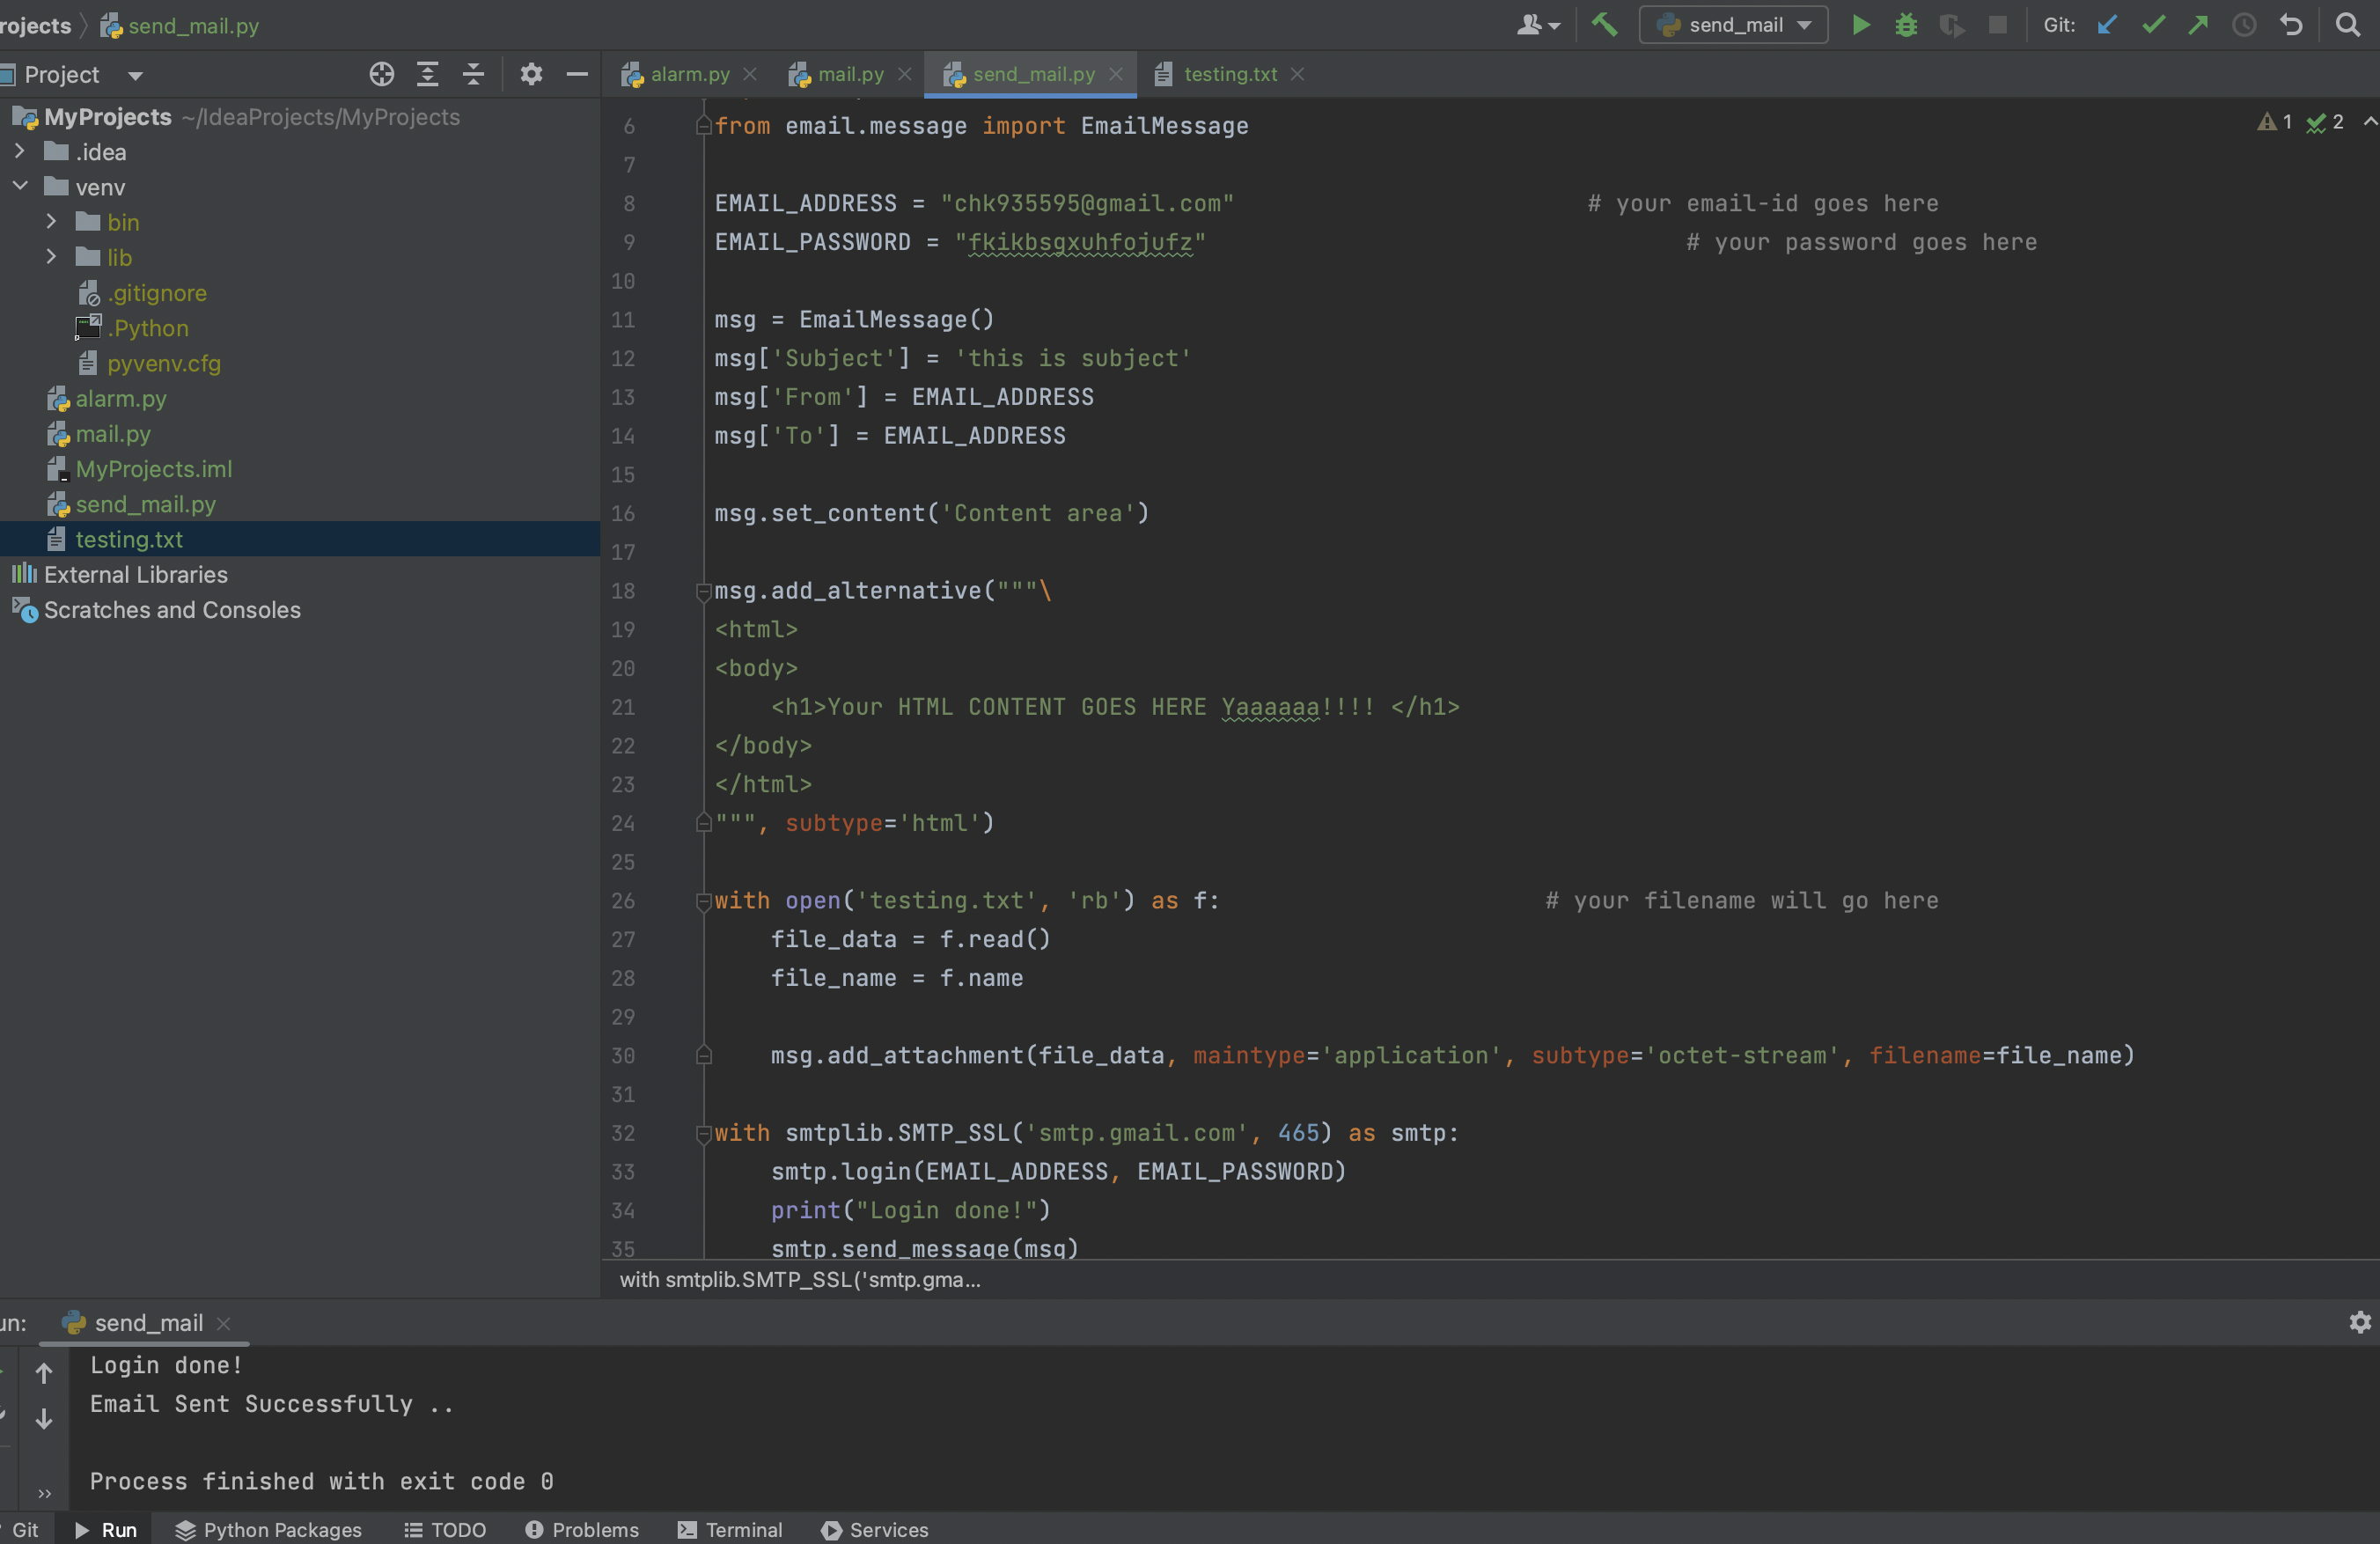 rojects send_mail.py send_mail Git:
Project
alarm.py mail.py send_mail.py testing.txt
MyProjects ~/IdeaProjects/MyProjects
.idea
venv
bin
lib
.gitignore
.Python
pyvenv.cfg
alarm.py
mail.py
MyProjects.iml
send_mail.py
testing.txt
External Libraries
Scratches and Consoles
1 2
6 from email.message import EmailMessage
7
8 EMAIL_ADDRESS = "chk935595@gmail.com" # your email-id goes here
9 EMAIL_PASSWORD = "fkikbsgxuhfojufz" # your password goes here
10
11 msg = EmailMessage()
12 msg['Subject'] = 'this is subject'
13 msg['From'] = EMAIL_ADDRESS
14 msg['To'] = EMAIL_ADDRESS
15
16 msg.set_content('Content area')
17
18 msg.add_alternative("""\
19 <html>
20 <body>
21 <h1>Your HTML CONTENT GOES HERE Yaaaaaa!!!! </h1>
22 </body>
23 </html>
24 """, subtype='html')
25
26 with open('testing.txt', 'rb') as f: # your filename will go here
27 file_data = f.read()
28 file_name = f.name
29
30 msg.add_attachment(file_data, maintype='application', subtype='octet-stream', filename=file_name)
31
32 with smtplib.SMTP_SSL('smtp.gmail.com', 465) as smtp:
33 smtp.login(EMAIL_ADDRESS, EMAIL_PASSWORD)
34 print("Login done!")
35 smtp.send_message(msg)
with smtplib.SMTP_SSL('smtp.gma...
un: send_mail
Login done!
Email Sent Successfully ..
Process finished with exit code 0
Git Run Python Packages TODO Problems Terminal Services